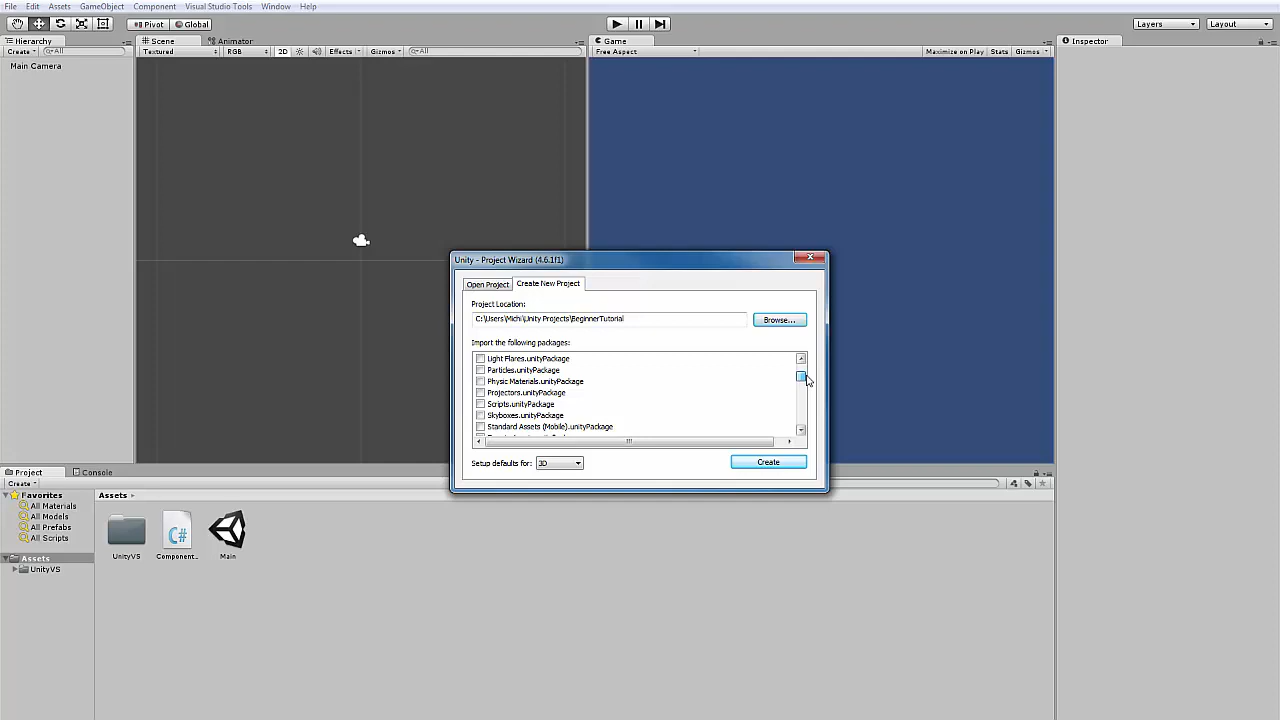 File Edit Assets GameObject Component Visual Studio Tools Window Help
Pivot Global Layers Layout
Hierarchy Scene Animator Game Inspector
Create All Textured RGB 2D Effects Gizmos All Free Aspect Maximize on Play Stats Gizmos
Main Camera
Unity - Project Wizard (4.6.1f1)
Open Project Create New Project
Project Location:
C:\Users\Michi\Unity Projects\BeginnerTutorial Browse...
Import the following packages:
Light Flares.unityPackage
Particles.unityPackage
Physic Materials.unityPackage
Projectors.unityPackage
Scripts.unityPackage
Skyboxes.unityPackage
Standard Assets (Mobile).unityPackage
Setup defaults for: 3D Create
Project Console
Create
Favorites
All Materials
All Models
All Prefabs
All Scripts
Assets
UnityVS
Assets
UnityVS Component... Main